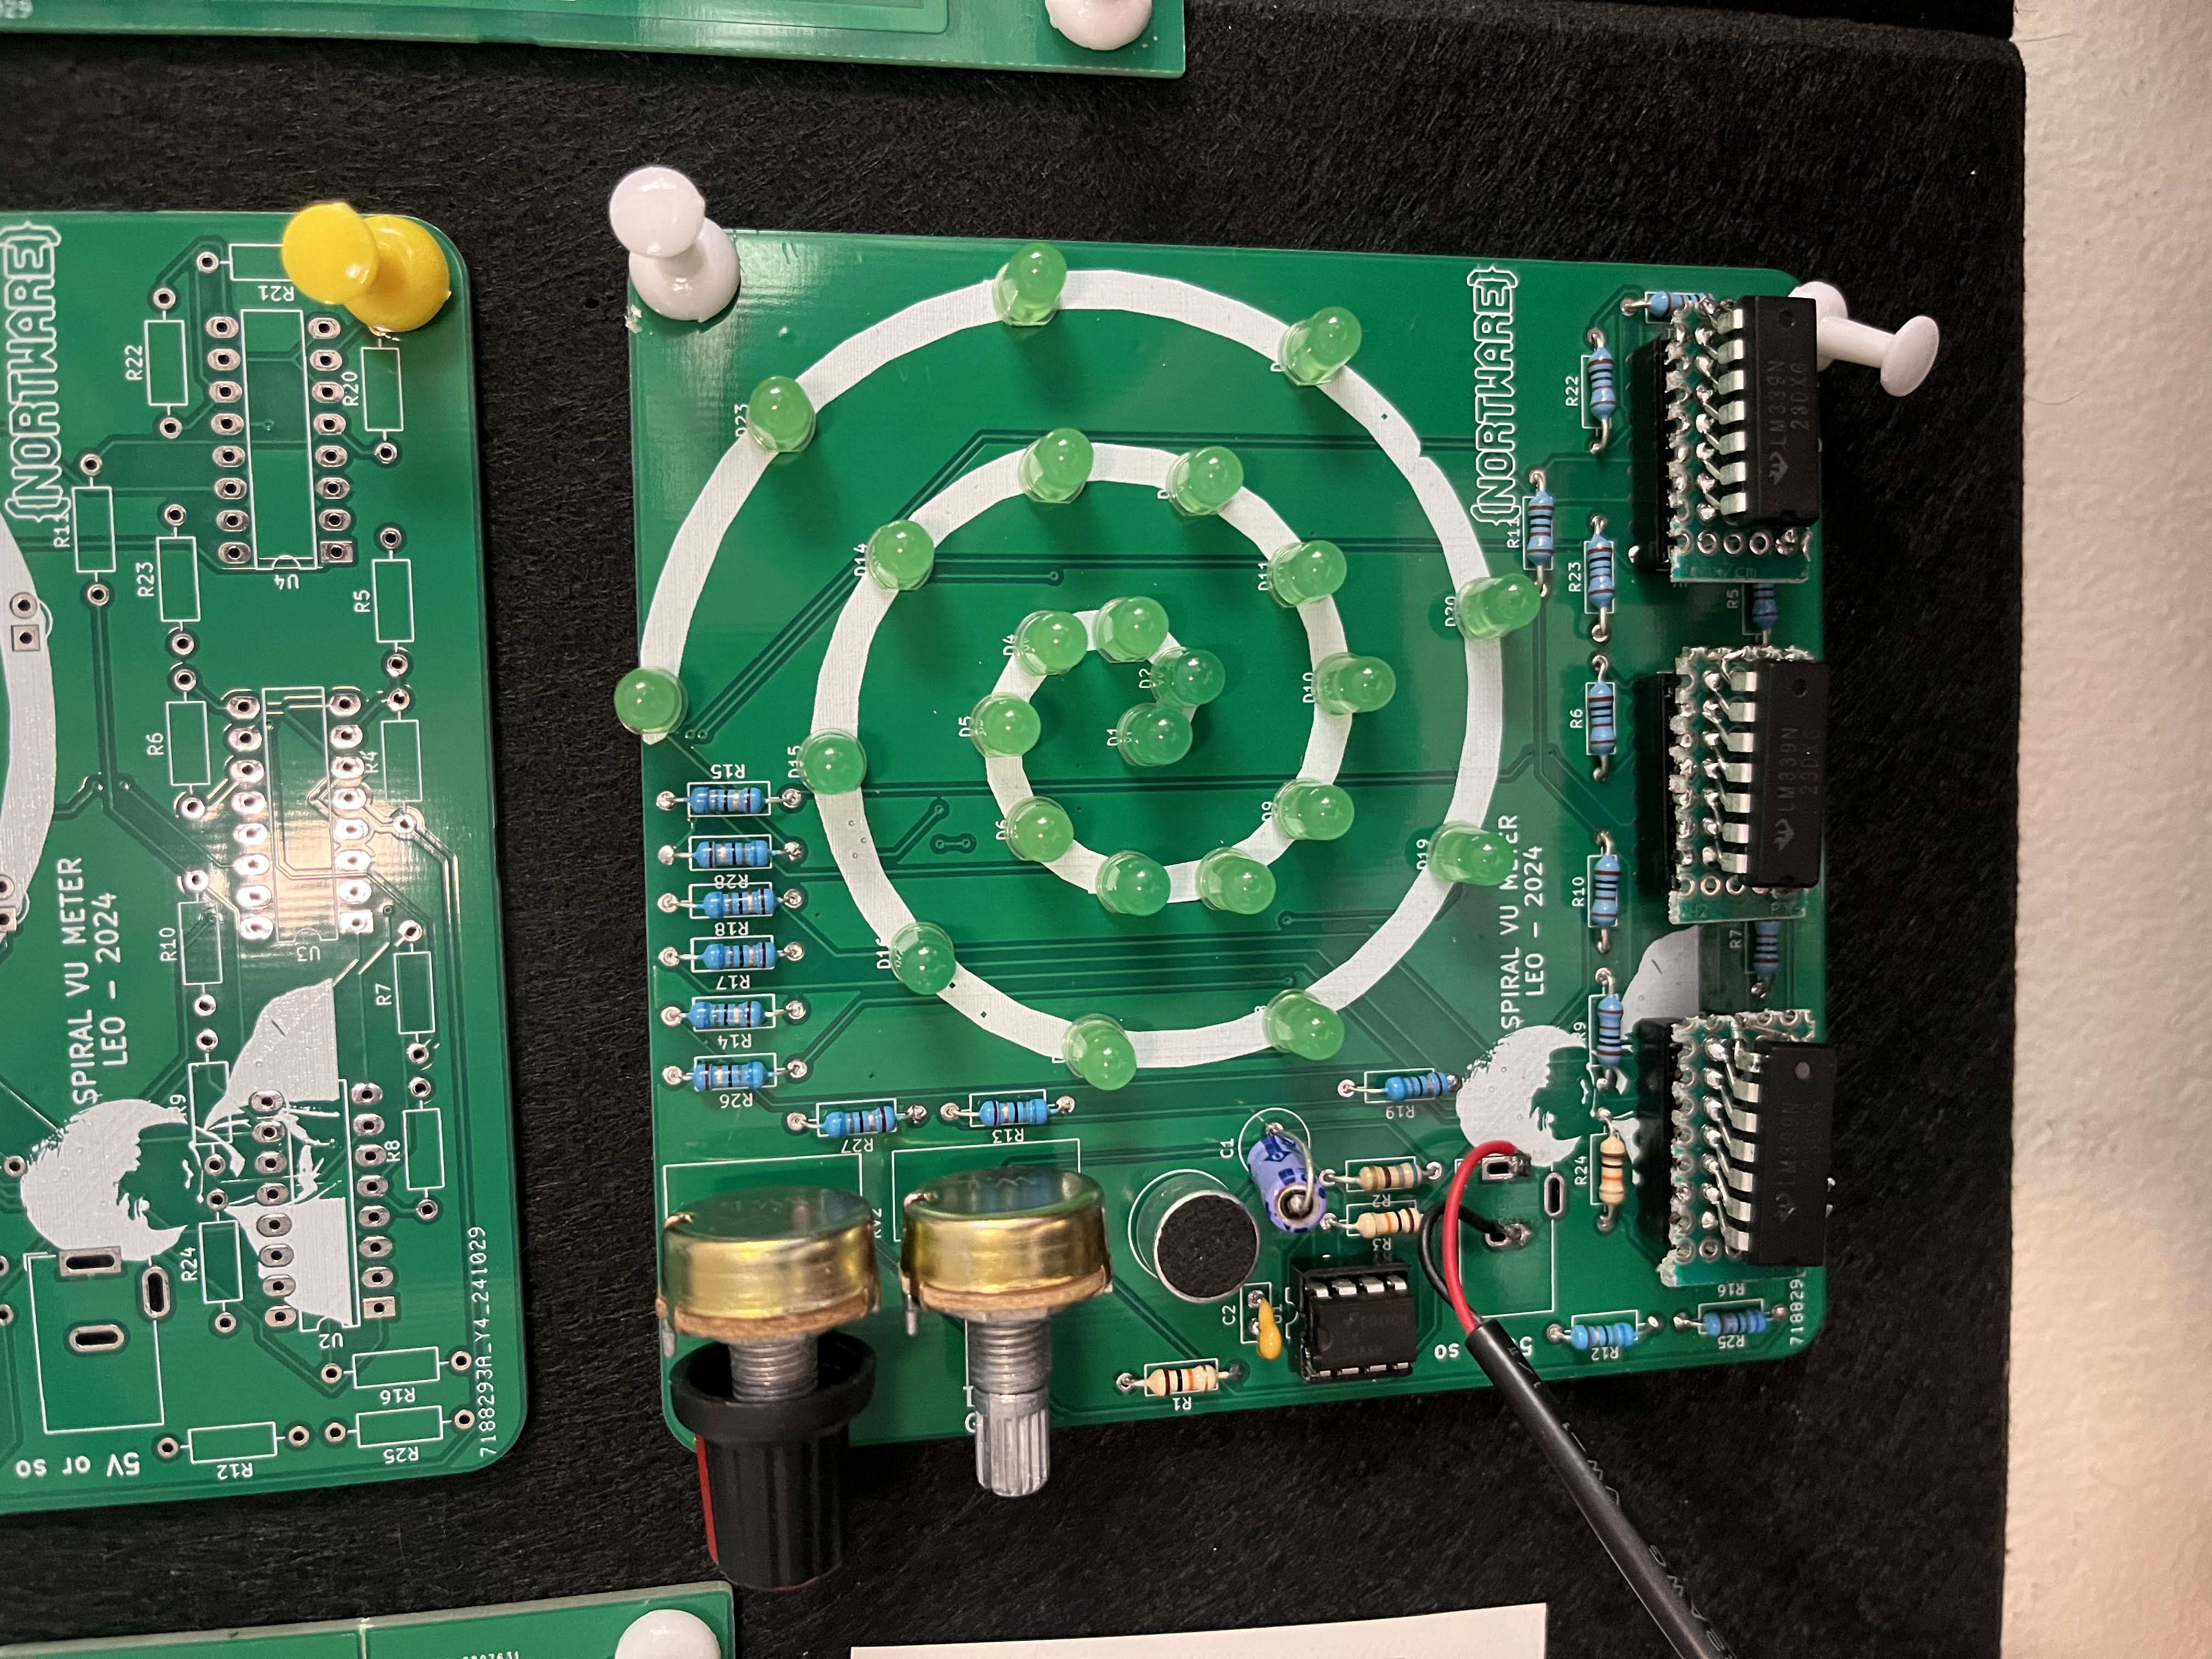 5V or so
{NORTWARE}
SPIRAL VU METER
LEO - 2024
R11
R12
R24
R9
R10
R6
R23
R22
U2
U3
U4
R21
R25
R16
R8
R7
R4
R5
R20
7188293A_Y4_241029
R26
R14
R17
R18
R28
R15
D23
RV2
R27
R13
D15
D14
D16
D5
D6
D4
D1
D2
R1
C2
C1
U1
D9
D11
D10
R3
R2
R19
D19
D20
so
{NORTWARE}
SPIRAL VU METER
LEO - 2024
R11
R12
R24
R9
R10
R6
R23
R22
R25
R16
R7
R5
718829
LM339N
LM339N
23DX6
LM339N
23DX6